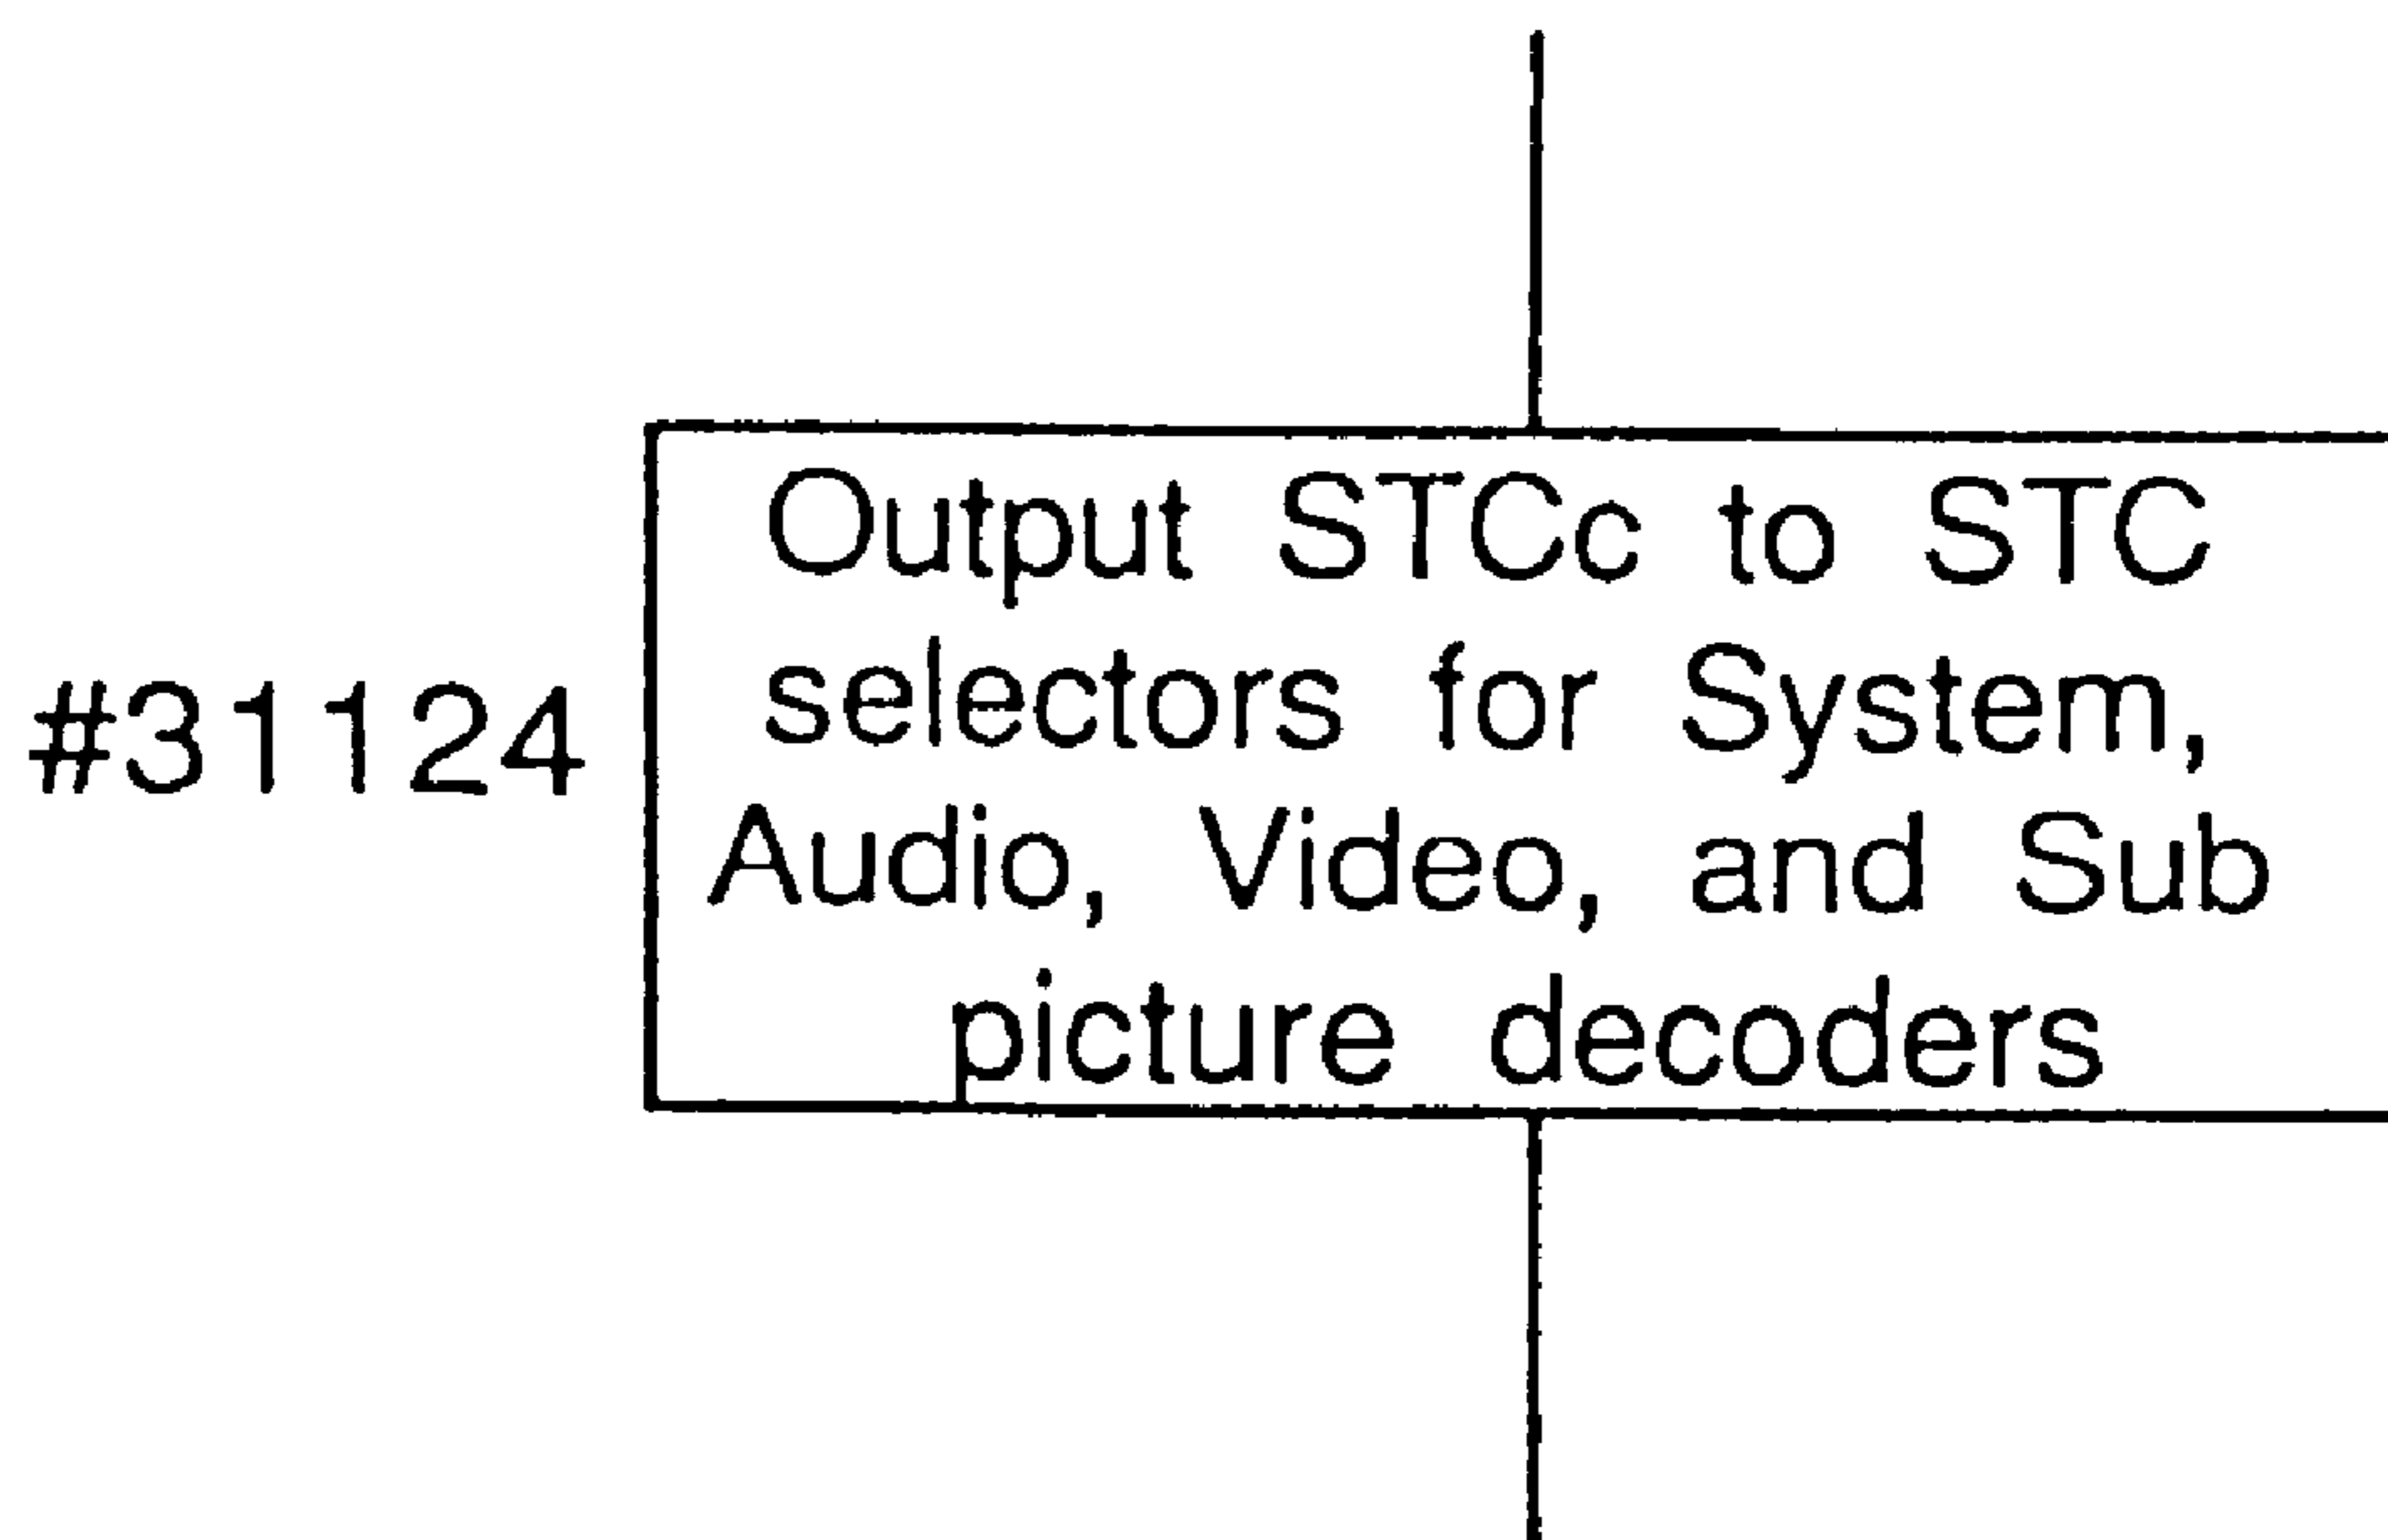 Output STCc to STC
selectors for System,
#31124
Audio, Video, and Sub
picture decoders